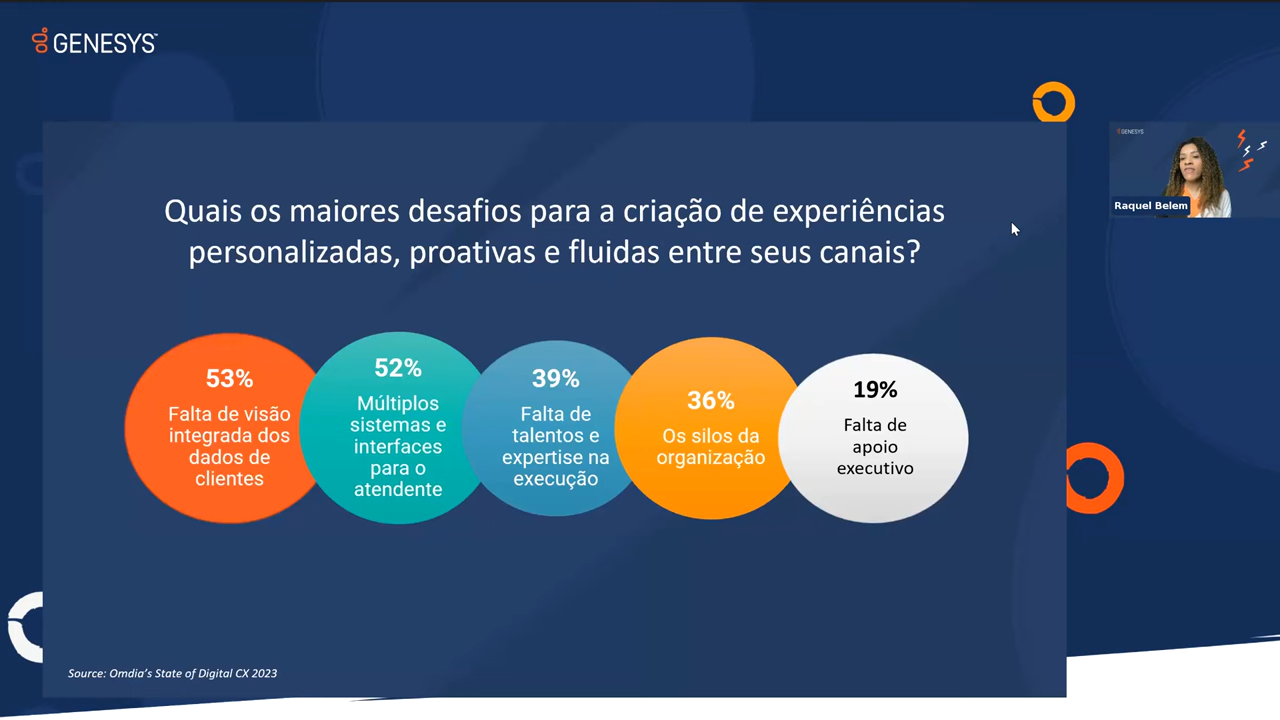 GENESYS™
GENESYS
Raquel Belem
Quais os maiores desafios para a criação de experiências
personalizadas, proativas e fluidas entre seus canais?
53%
Falta de visão
integrada dos
dados de
clientes
52%
Múltiplos
sistemas e
interfaces
para o
atendente
39%
Falta de
talentos e
expertise na
execução
36%
Os silos da
organização
19%
Falta de
apoio
executivo
Source: Omdia’s State of Digital CX 2023